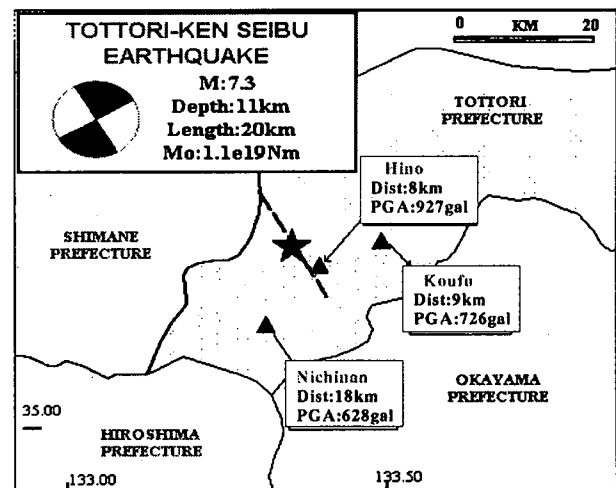 TOTTORI-KEN SEIBU
EARTHQUAKE
M:7.3
Depth:11km
Length:20km
Mo:1.1e19Nm
0 KM 20
TOTTORI
PREFECTURE
Hino
Dist:8km
PGA:927gal
SHIMANE
PREFECTURE
Koufu
Dist:9km
PGA:726gal
Nichinan
Dist:18km
PGA:628gal
OKAYAMA
PREFECTURE
35.00
HIROSHIMA
PREFECTURE
133.00
133.50